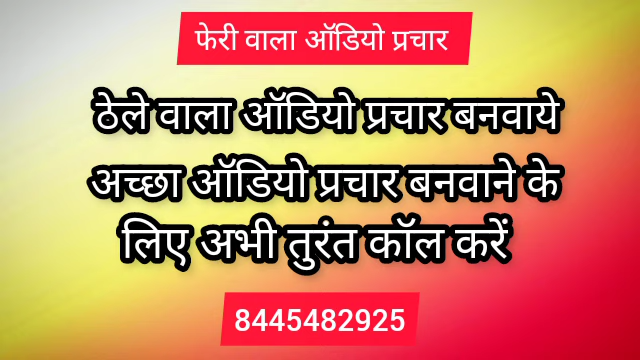 फेरी वाला ऑडियो प्रचार
ठेले वाला ऑडियो प्रचार बनवाये
अच्छा ऑडियो प्रचार बनवाने के
लिए अभी तुरंत कॉल करें
8445482925